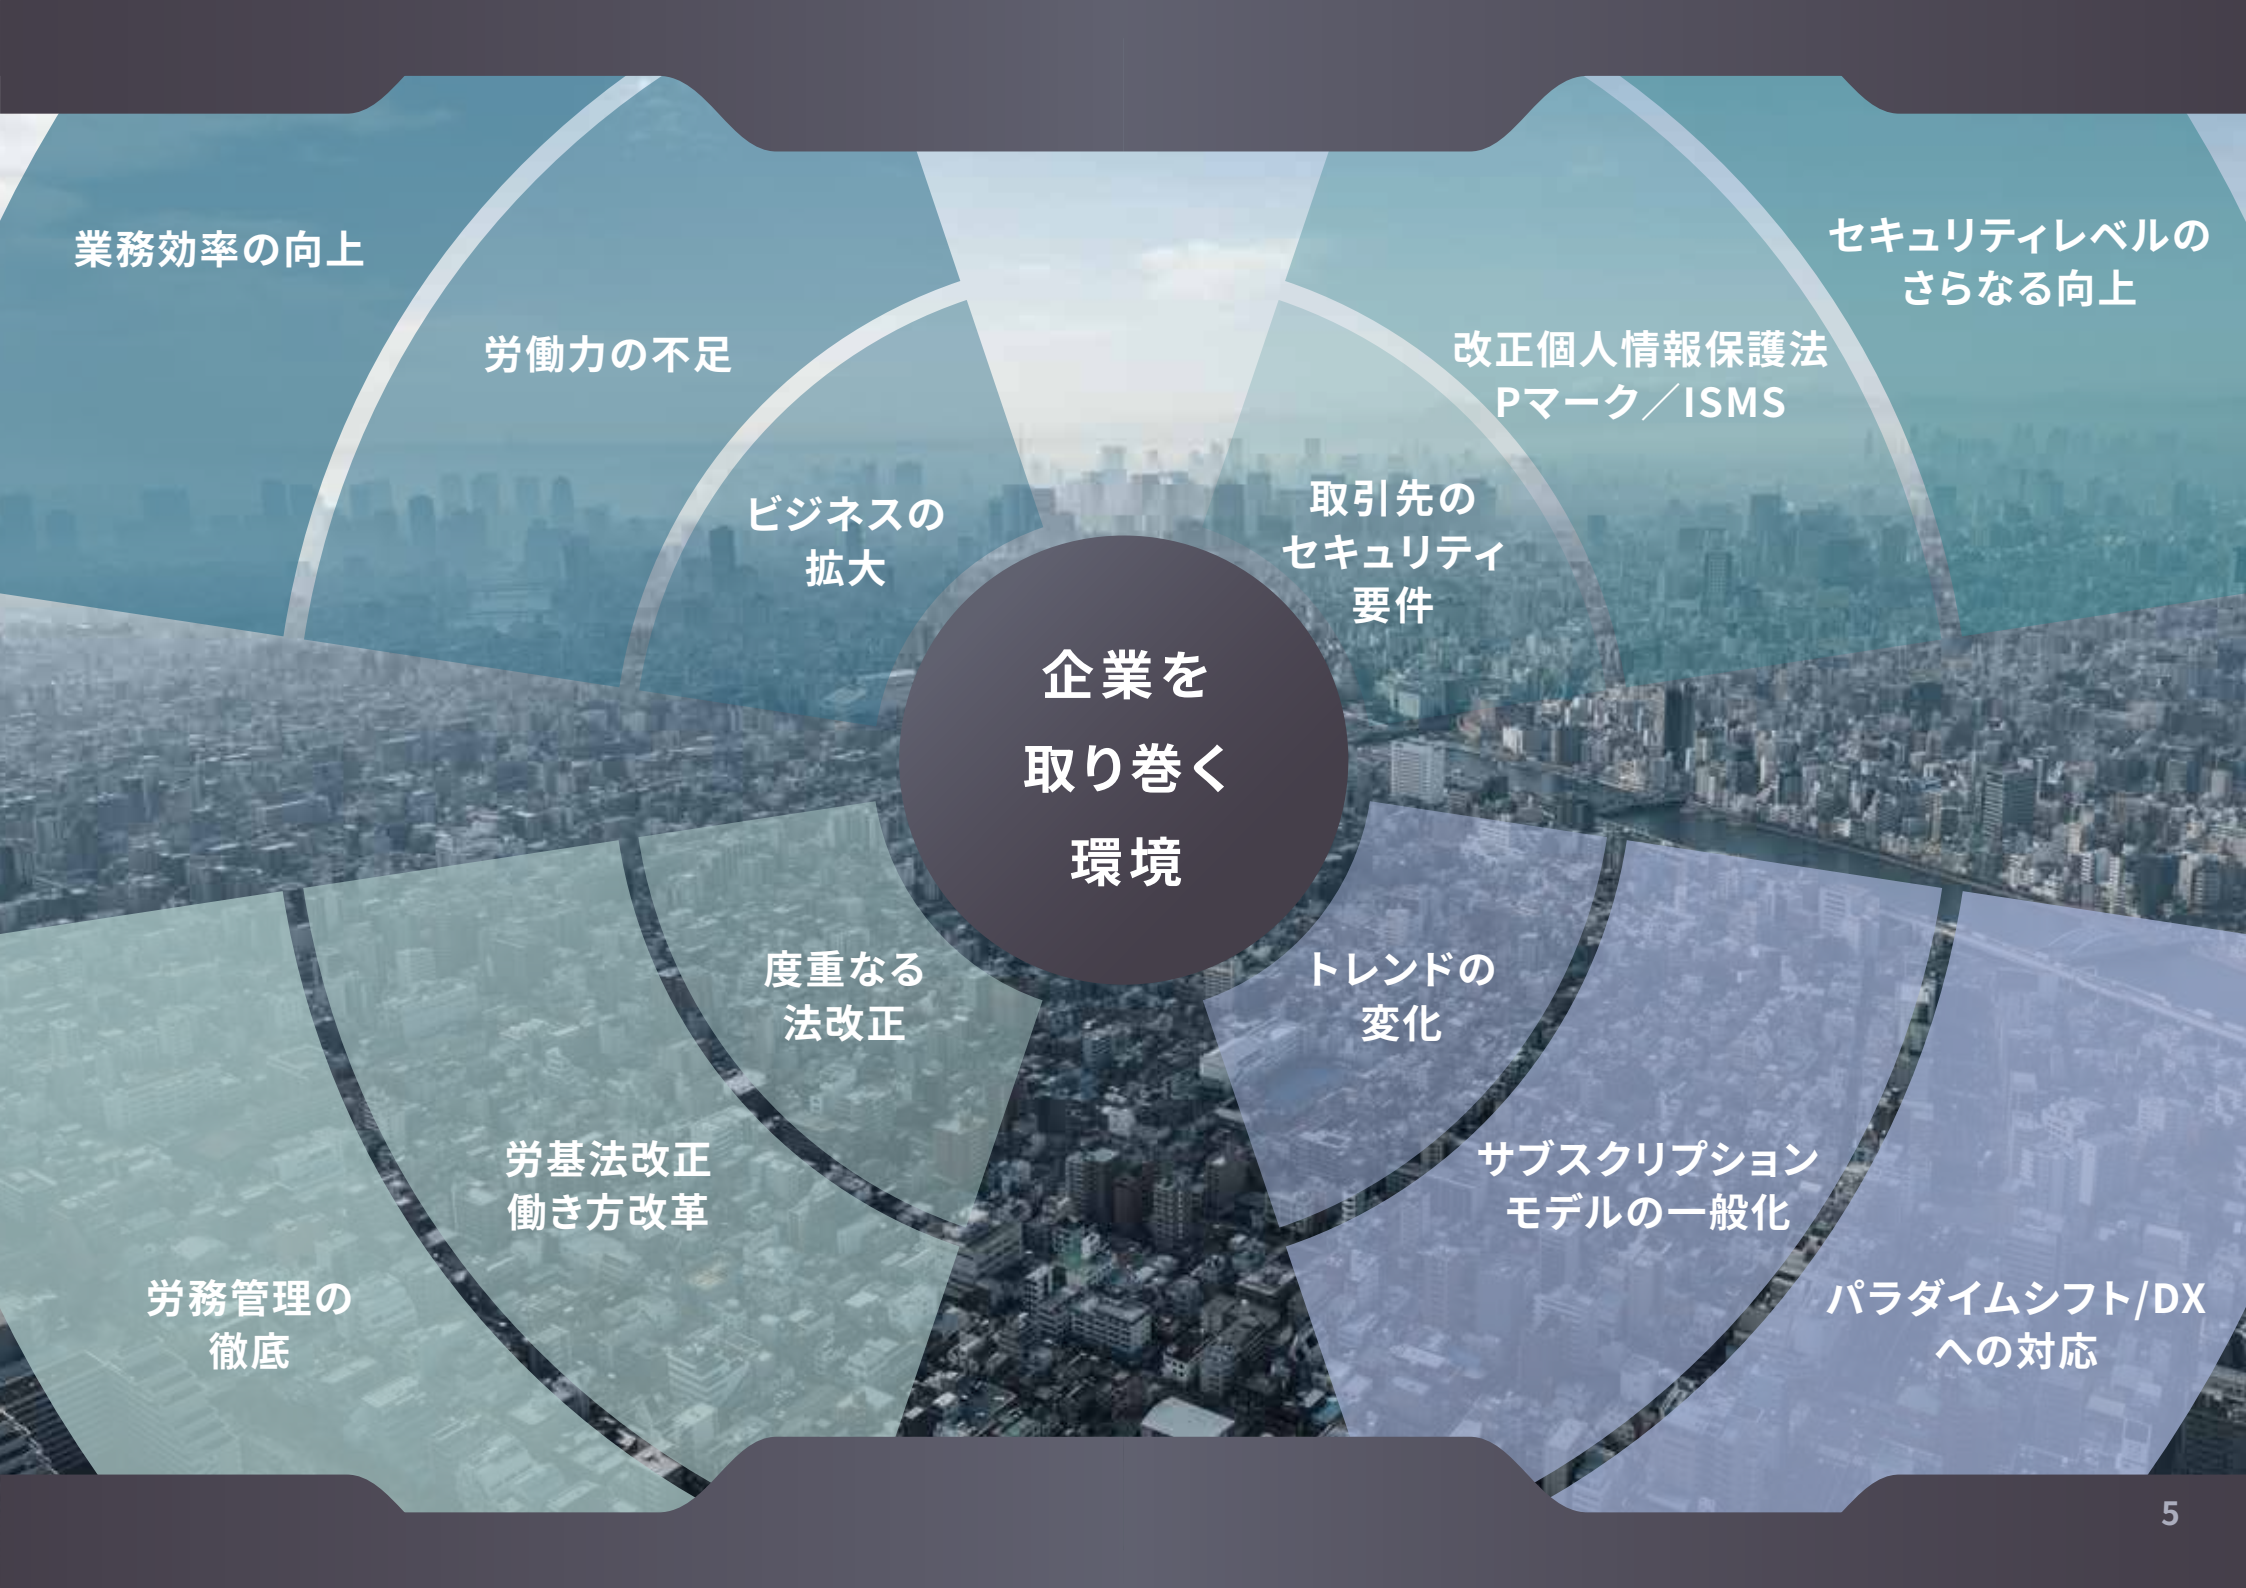 業務効率の向上
労働力の不足
ビジネスの
拡大
セキュリティレベルの
さらなる向上
改正個人情報保護法
Pマーク／ISMS
取引先の
セキュリティ
要件
企業を
取り巻く
環境
度重なる
法改正
労基法改正
働き方改革
労務管理の
徹底
トレンドの
変化
サブスクリプション
モデルの一般化
パラダイムシフト/DX
への対応
5